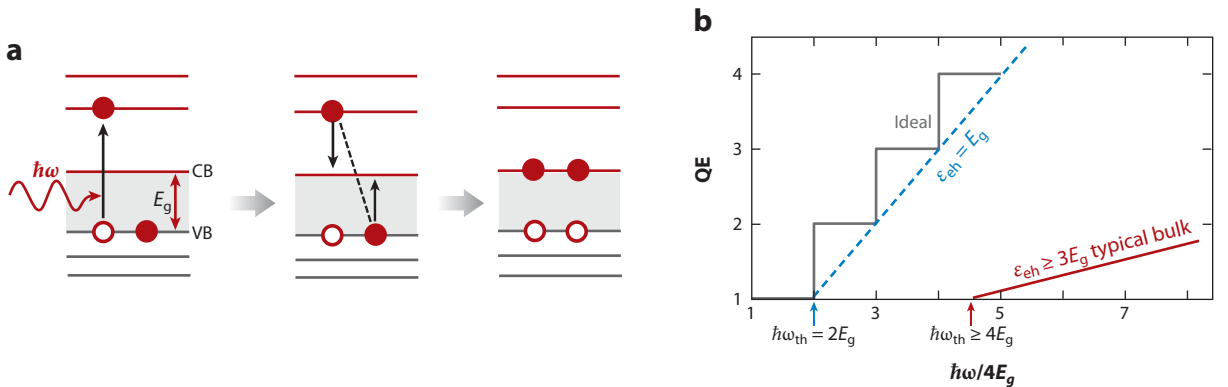 a
ħω
CB
E_g
VB
b
QE
4
3
2
1
Ideal
ε_eh = E_g
ε_eh ≥ 3E_g typical bulk
1 3 5 7
ħω_th = 2E_g
ħω_th ≥ 4E_g
ħω/4E_g